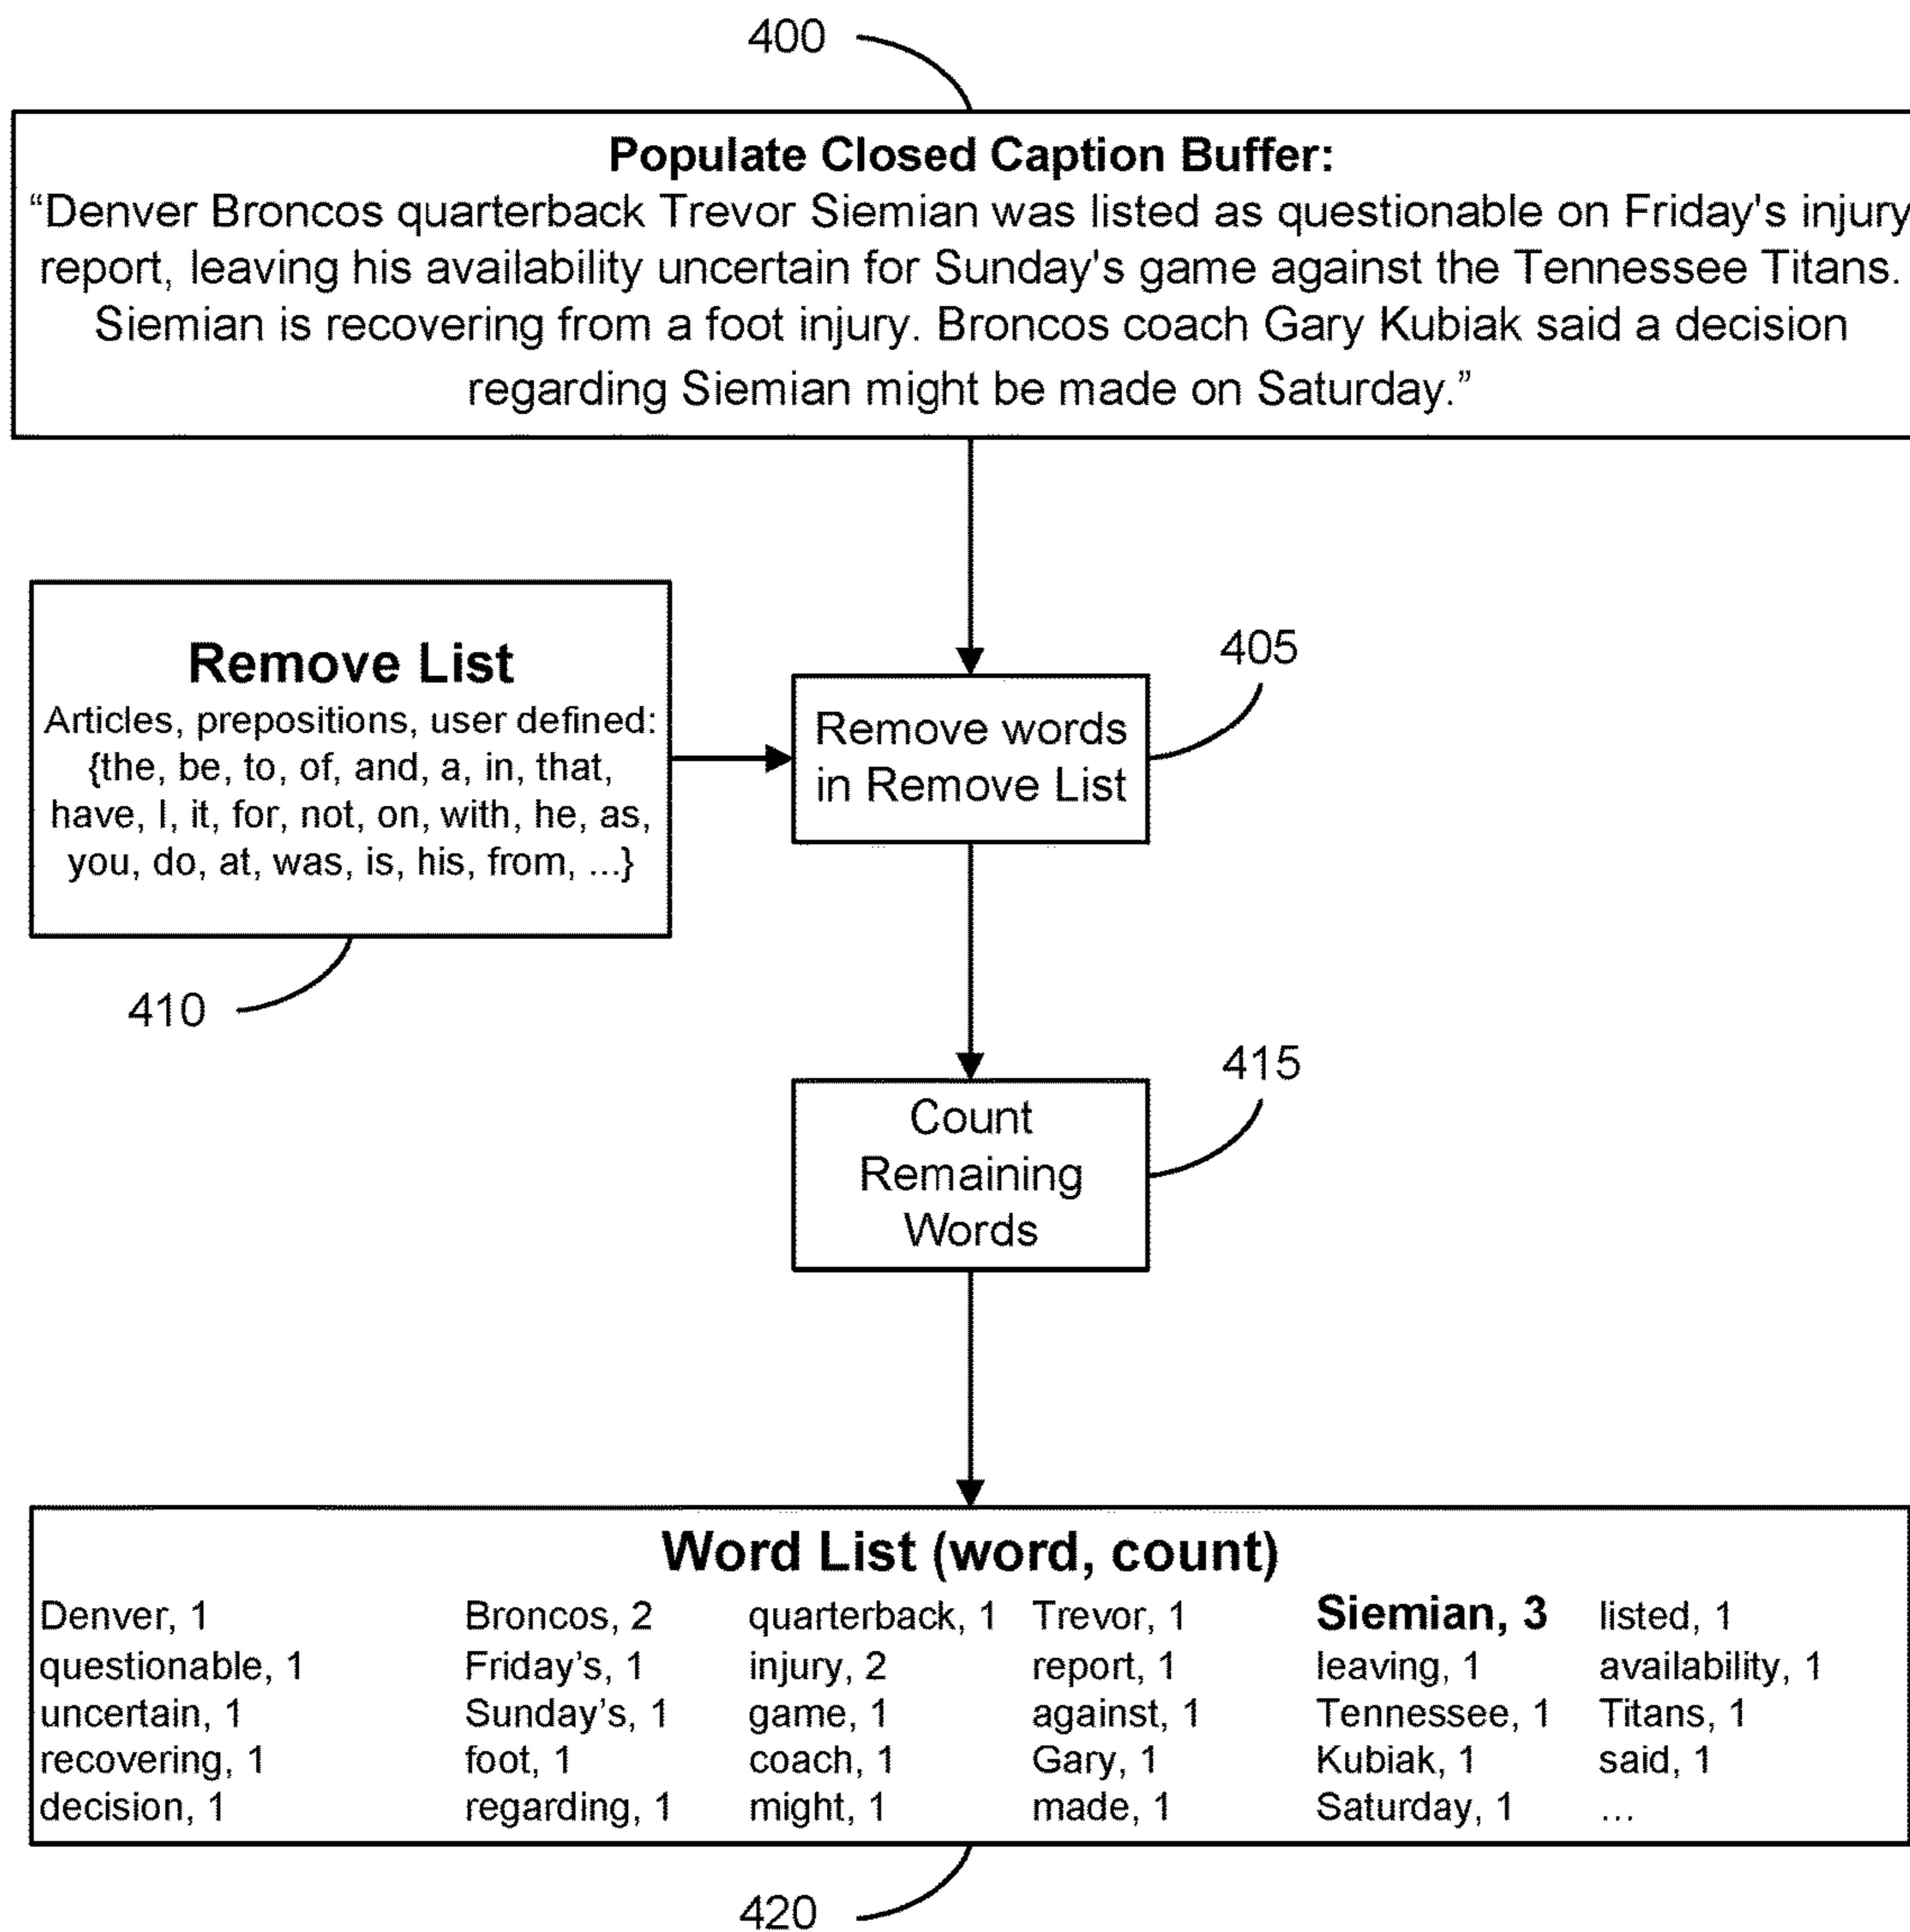 400
Populate Closed Caption Buffer:
“Denver Broncos quarterback Trevor Siemian was listed as questionable on Friday's injury
report, leaving his availability uncertain for Sunday's game against the Tennessee Titans.
Siemian is recovering from a foot injury. Broncos coach Gary Kubiak said a decision
regarding Siemian might be made on Saturday.”
Remove List
Articles, prepositions, user defined:
{the, be, to, of, and, a, in, that,
have, I, it, for, not, on, with, he, as,
you, do, at, was, is, his, from, ...}
410
405
Remove words
in Remove List
415
Count
Remaining
Words
Word List (word, count)
Denver, 1 Broncos, 2 quarterback, 1 Trevor, 1 Siemian, 3 listed, 1
questionable, 1 Friday’s, 1 injury, 2 report, 1 leaving, 1 availability, 1
uncertain, 1 Sunday’s, 1 game, 1 against, 1 Tennessee, 1 Titans, 1
recovering, 1 foot, 1 coach, 1 Gary, 1 Kubiak, 1 said, 1
decision, 1 regarding, 1 might, 1 made, 1 Saturday, 1 ...
420